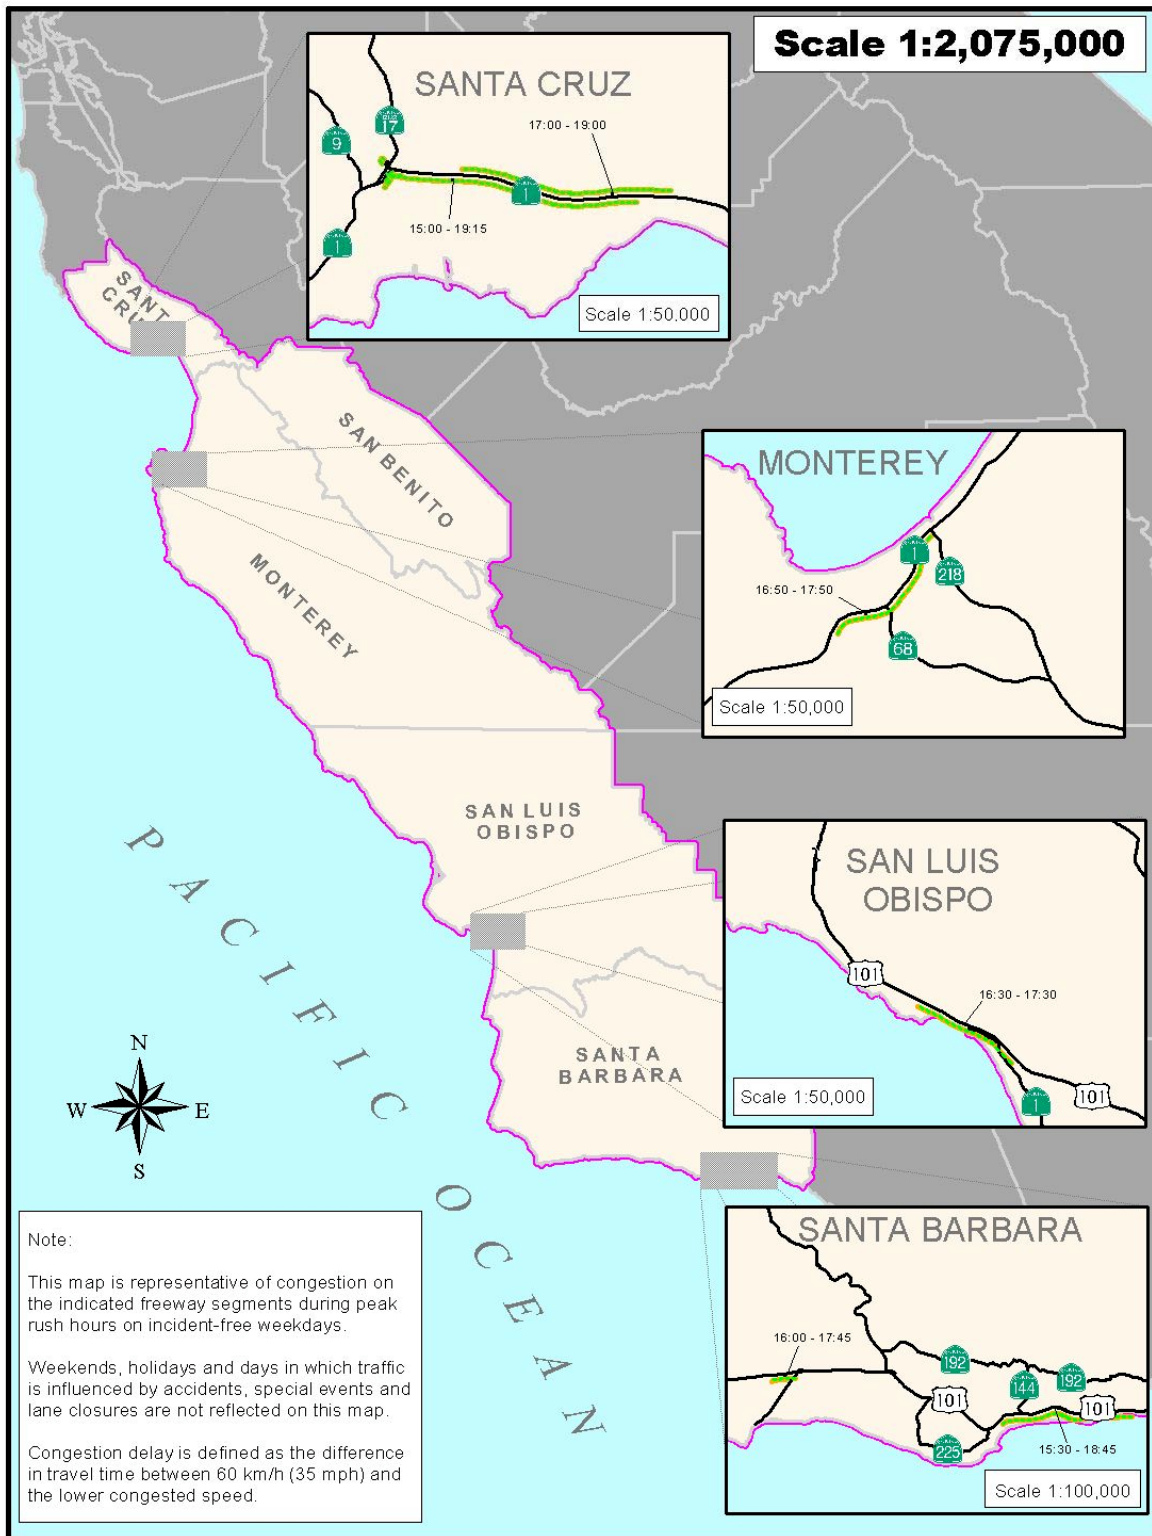 Scale 1:2,075,000
SANTA CRUZ
17:00 - 19:00
17
9
1
15:00 - 19:15
1
Scale 1:50,000
SANT
CRU
SAN BENITO
MONTEREY
MONTEREY
1
218
16:50 - 17:50
68
Scale 1:50,000
SAN LUIS
OBISPO
SAN LUIS
OBISPO
101
16:30 - 17:30
Scale 1:50,000
101
1
PACIFIC OCEAN
SANTA
BARBARA
N
W E
S
SANTA BARBARA
16:00 - 17:45
192
144
192
101
101
225
15:30 - 18:45
Scale 1:100,000
Note:
This map is representative of congestion on
the indicated freeway segments during peak
rush hours on incident-free weekdays.
Weekends, holidays and days in which traffic
is influenced by accidents, special events and
lane closures are not reflected on this map.
Congestion delay is defined as the difference
in travel time between 60 km/h (35 mph) and
the lower congested speed.